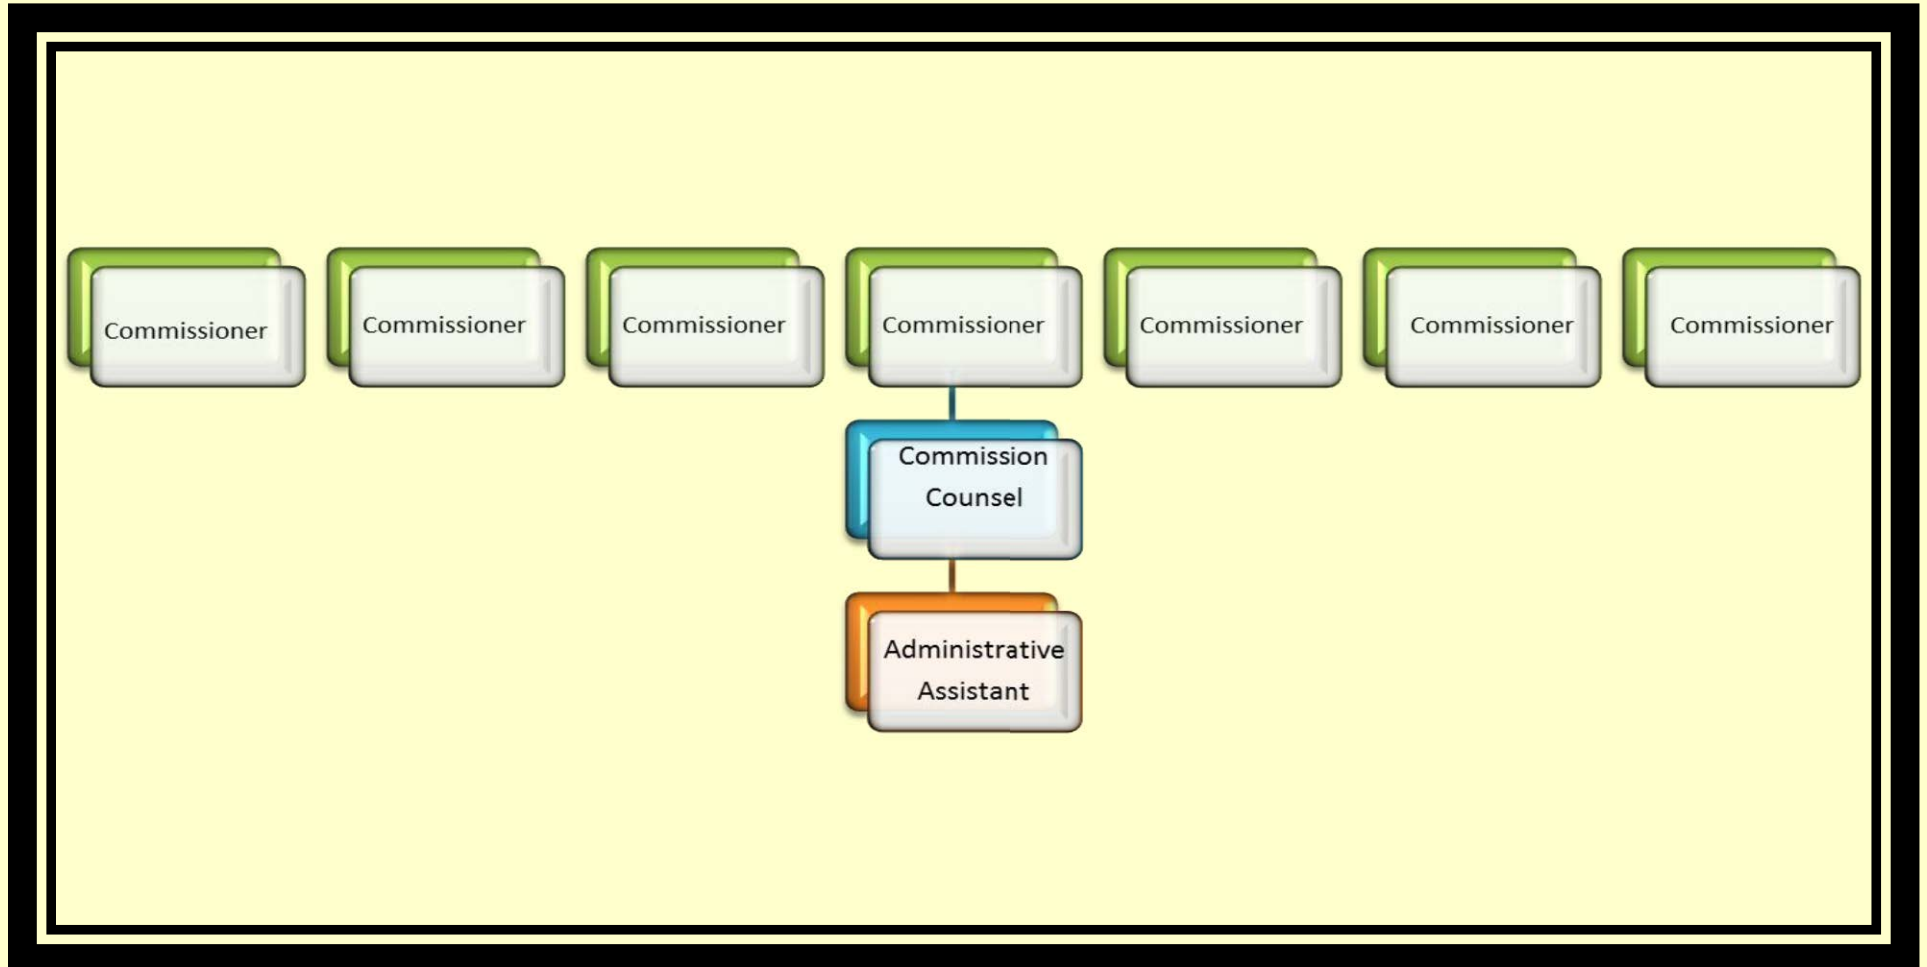 Commissioner
Commissioner
Commissioner
Commissioner
Commissioner
Commissioner
Commissioner
Commission
Counsel
Administrative
Assistant